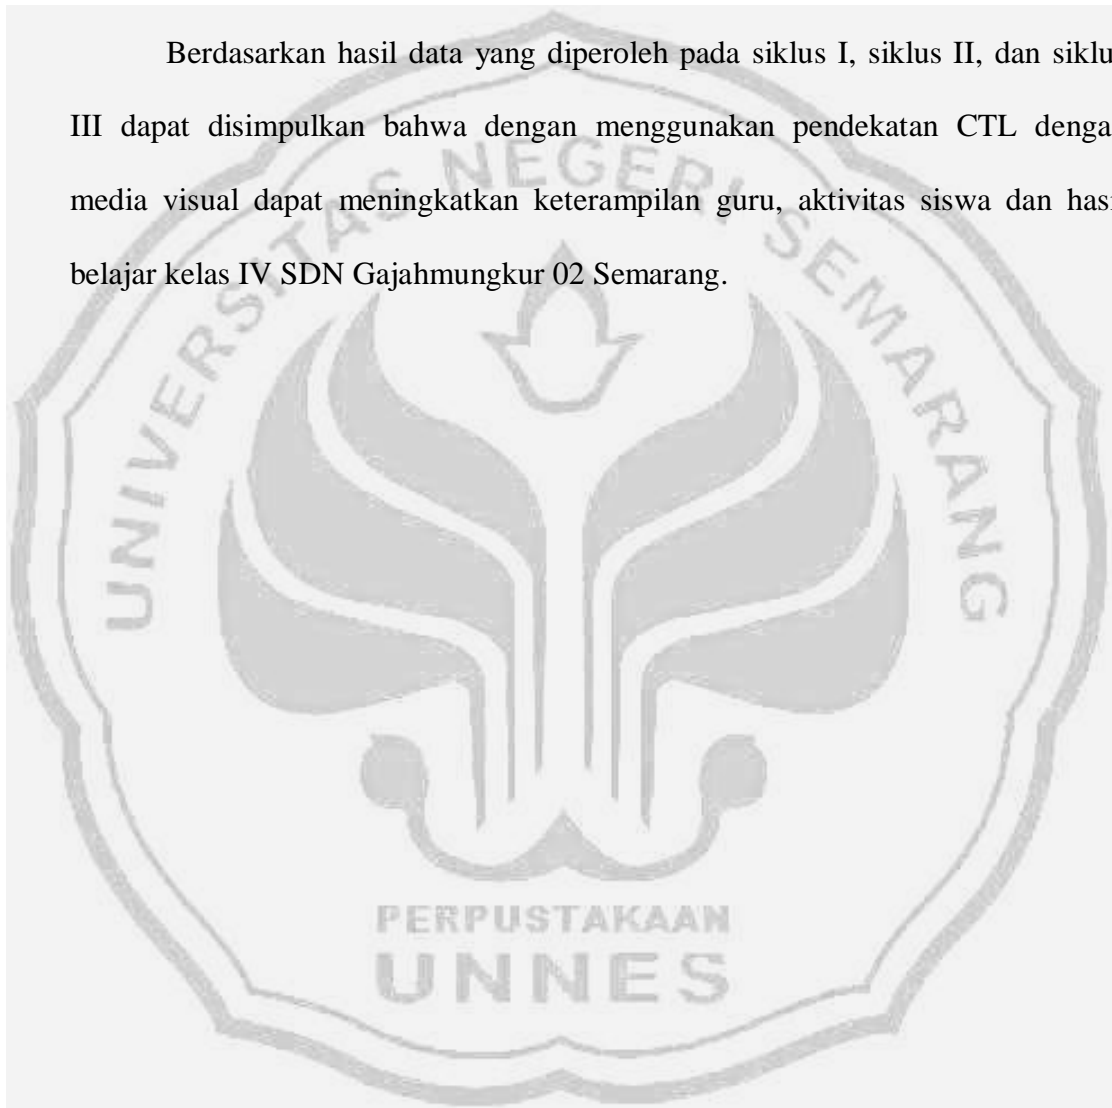 Berdasarkan hasil data yang diperoleh pada siklus I, siklus II, dan siklu
III dapat disimpulkan bahwa dengan menggunakan pendekatan CTL denga
media visual dapat meningkatkan keterampilan guru, aktivitas siswa dan hasi
belajar kelas IV SDN Gajahmungkur 02 Semarang.
UNIVERSITAS NEGERI SEMARANG
PERPUSTAKAAN
UNNES